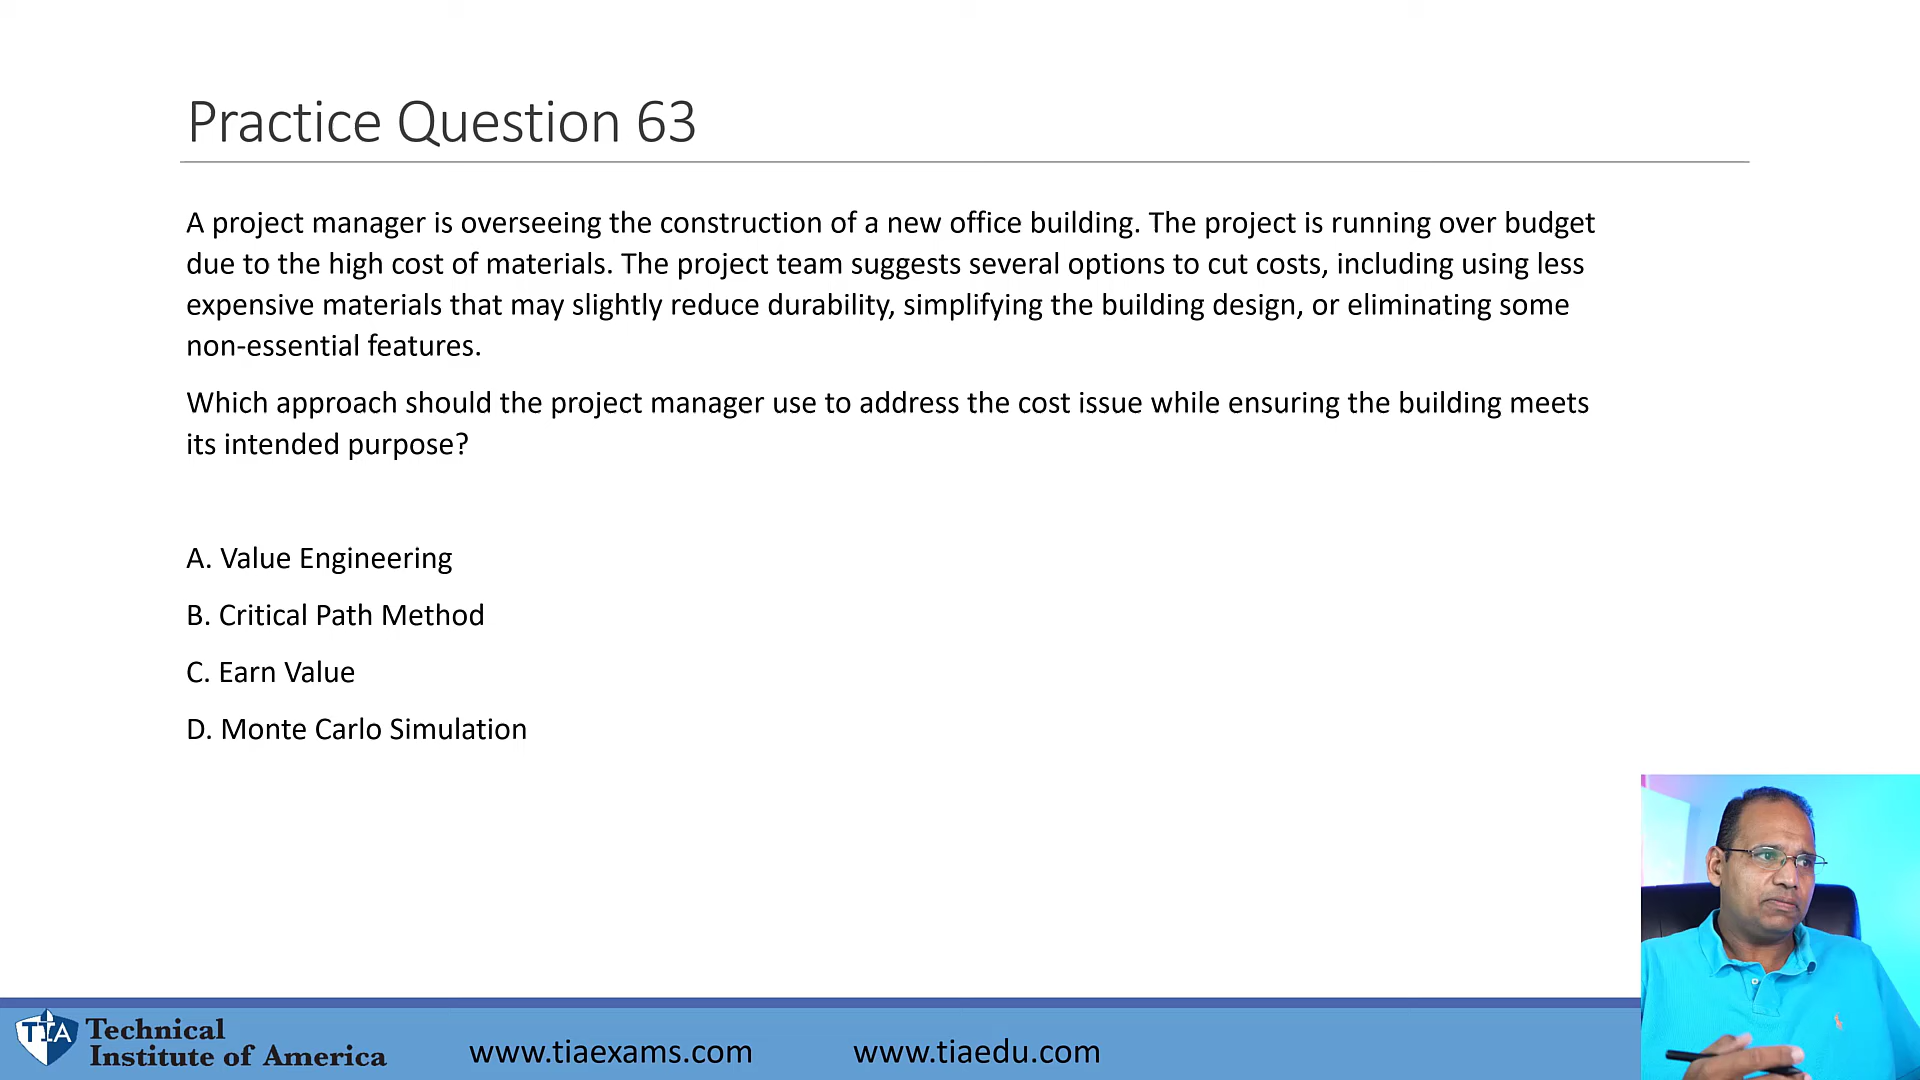 Practice Question 63
A project manager is overseeing the construction of a new office building. The project is running over budget
due to the high cost of materials. The project team suggests several options to cut costs, including using less
expensive materials that may slightly reduce durability, simplifying the building design, or eliminating some
non-essential features.
Which approach should the project manager use to address the cost issue while ensuring the building meets
its intended purpose?
A. Value Engineering
B. Critical Path Method
C. Earn Value
D. Monte Carlo Simulation
TIA
Technical
Institute of America
www.tiaexams.com
www.tiaedu.com